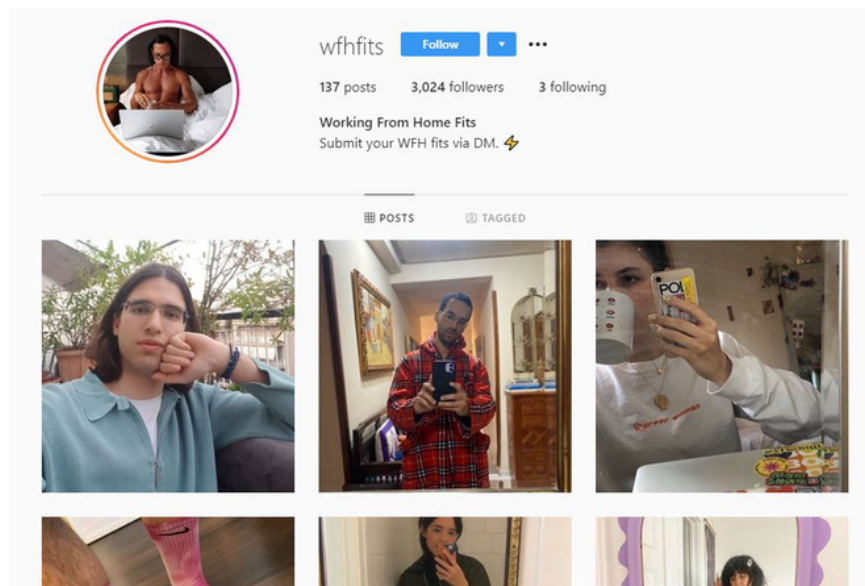 wfhfits Follow
137 posts 3,024 followers 3 following
Working From Home Fits
Submit your WFH fits via DM. ⚡
POSTS TAGGED
PO!